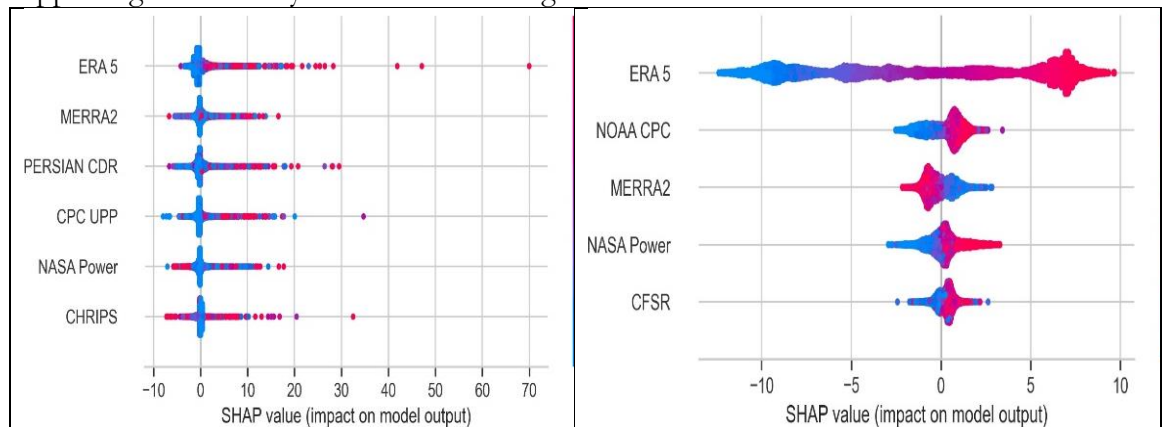 ERA 5
MERRA2
PERSIAN CDR
CPC UPP
NASA Power
CHRIPS
−10 0 10 20 30 40 50 60 70
SHAP value (impact on model output)
ERA 5
NOAA CPC
MERRA2
NASA Power
CFSR
−10 −5 0 5 10
SHAP value (impact on model output)